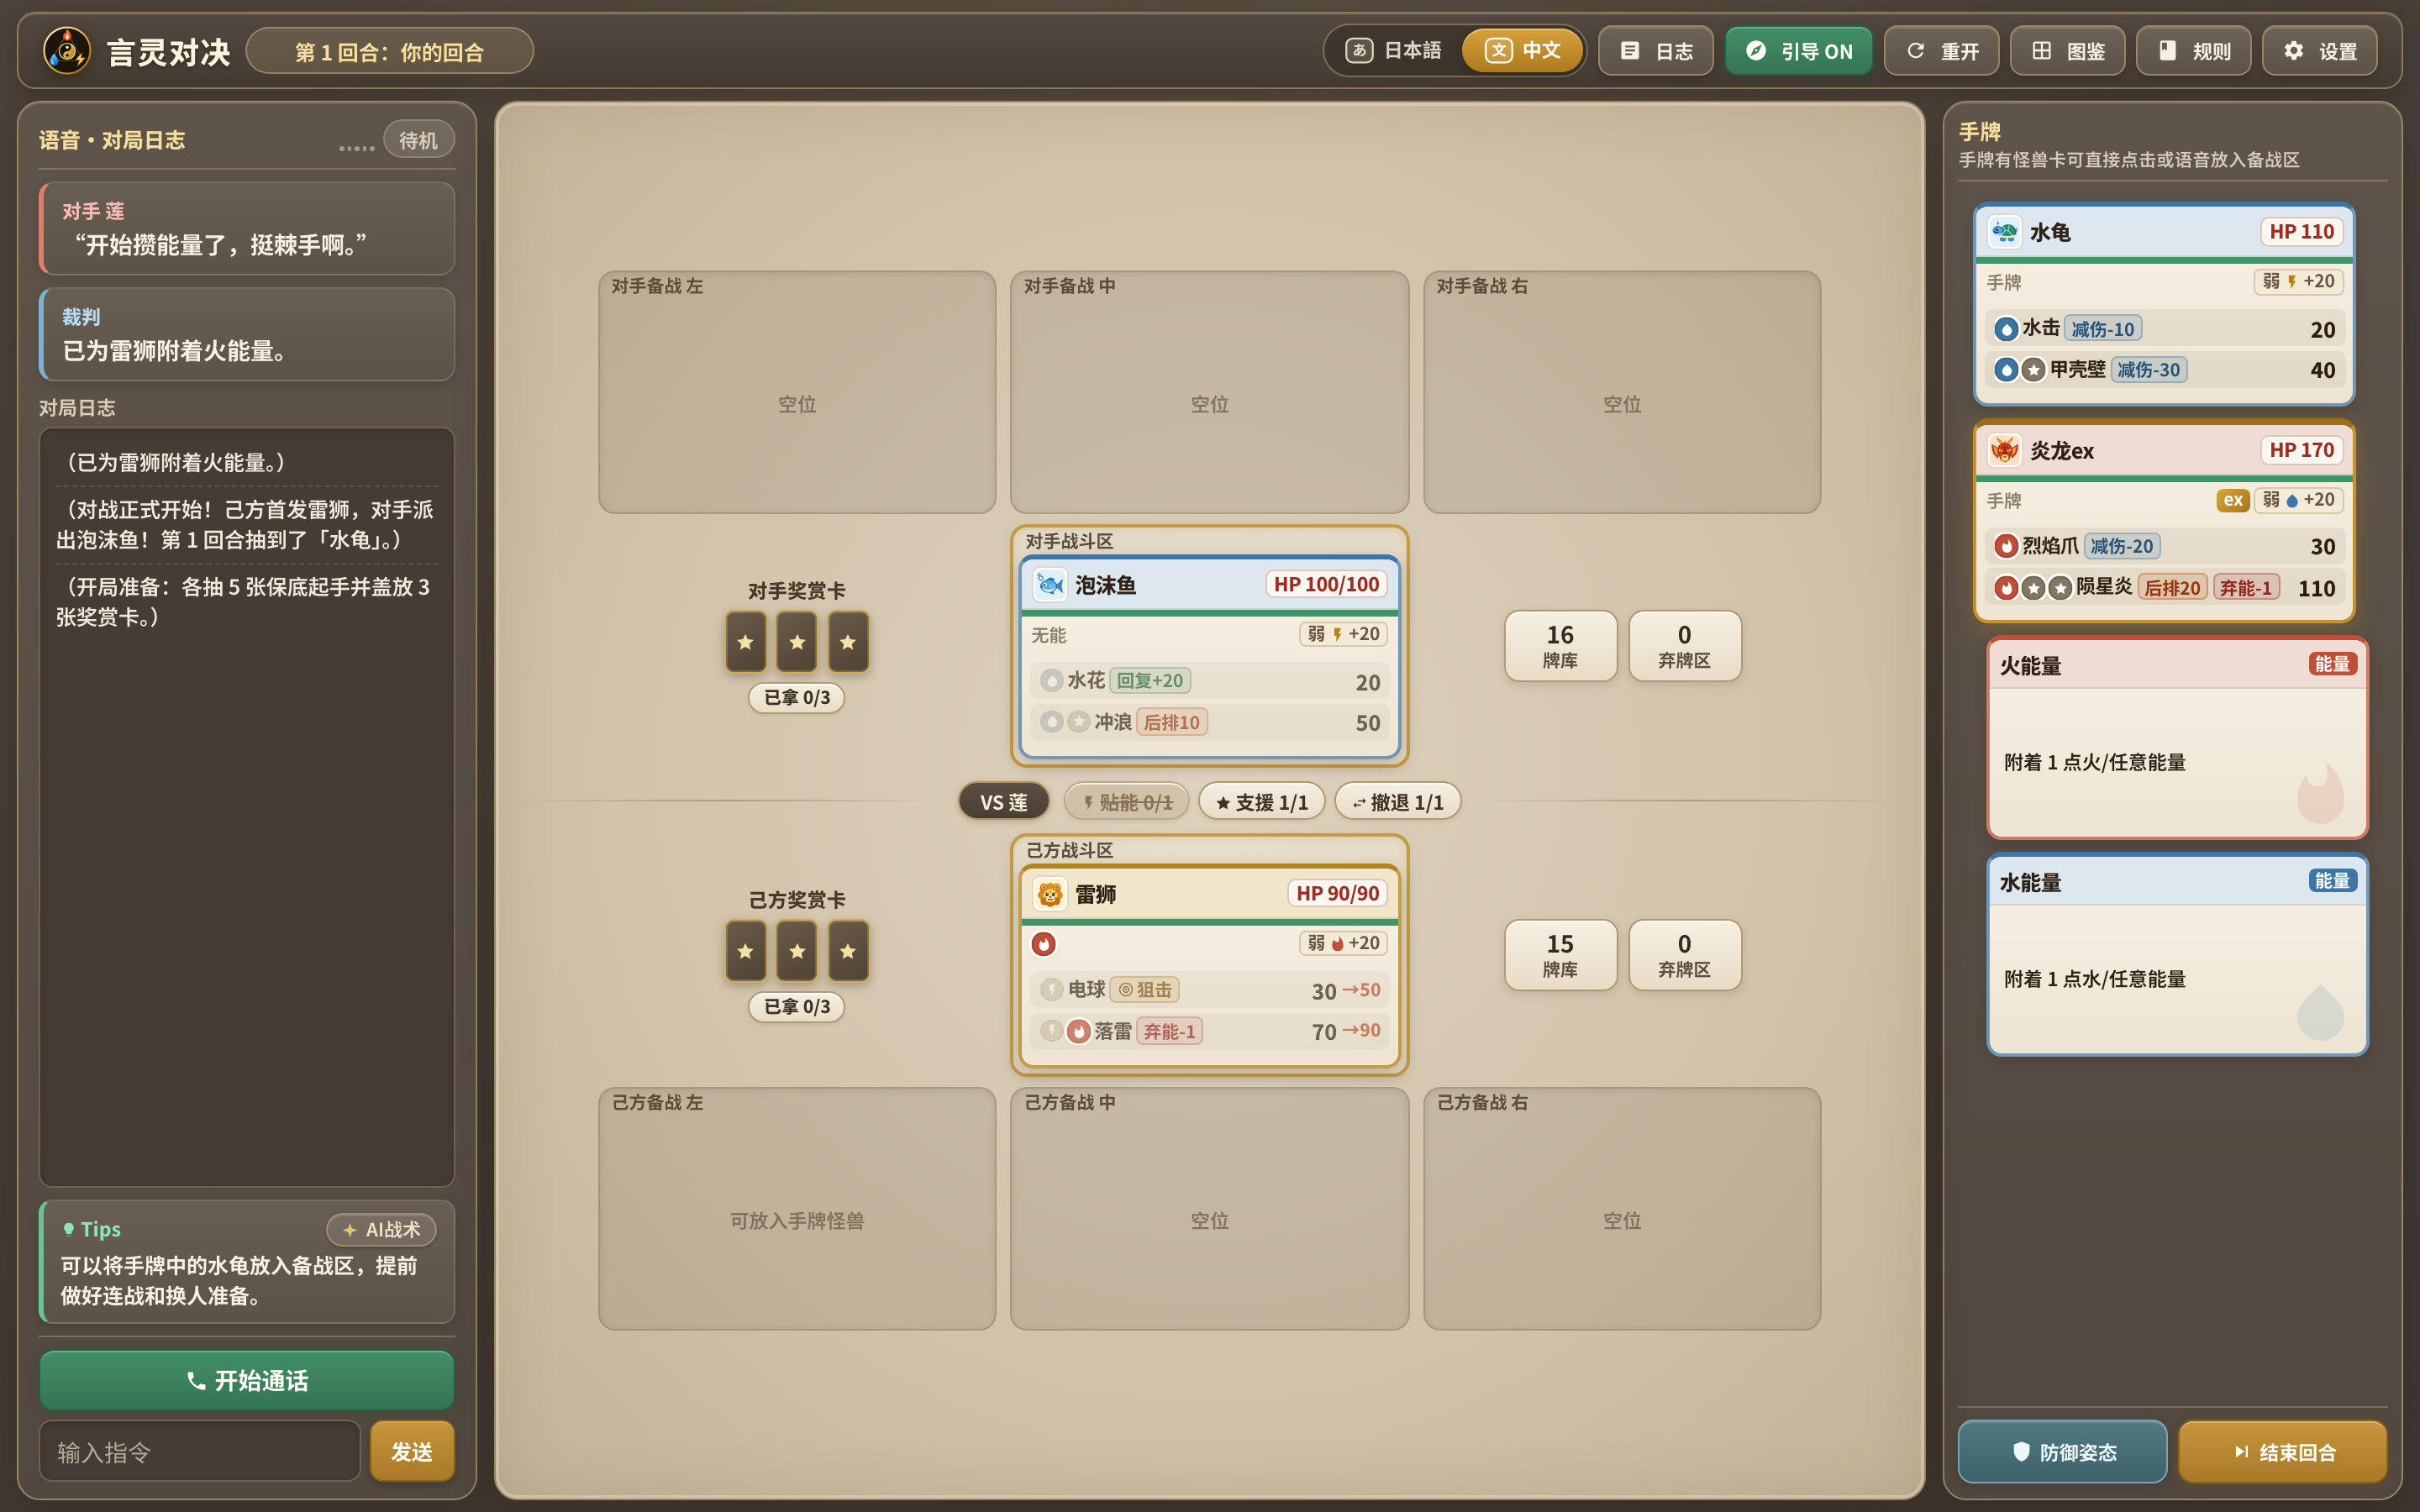 言灵对决
第 1 回合：你的回合
あ 日本語
文 中文
日志
引导 ON
重开
图鉴
规则
设置
语音・对局日志
待机
对手 莲
“开始攒能量了，挺棘手啊。”
裁判
已为雷狮附着火能量。
对局日志
（已为雷狮附着火能量。）
（对战正式开始！己方首发雷狮，对手派
出泡沫鱼！第 1 回合抽到了「水龟」。）
（开局准备：各抽 5 张保底起手并盖放 3
张奖赏卡。）
Tips
AI战术
可以将手牌中的水龟放入备战区，提前
做好连战和换人准备。
开始通话
输入指令
发送
对手备战 左
空位
对手备战 中
空位
对手备战 右
空位
对手奖赏卡
已拿 0/3
对手战斗区
泡沫鱼
HP 100/100
无能
弱 +20
水花 回复+20 20
冲浪 后排10 50
16
牌库
0
弃牌区
VS 莲
贴能 0/1
支援 1/1
撤退 1/1
己方奖赏卡
已拿 0/3
己方战斗区
雷狮
HP 90/90
弱 +20
电球 狙击 30 →50
落雷 弃能-1 70 →90
15
牌库
0
弃牌区
己方备战 左
可放入手牌怪兽
己方备战 中
空位
己方备战 右
空位
手牌
手牌有怪兽卡可直接点击或语音放入备战区
水龟
HP 110
手牌
弱 +20
水击 减伤-10 20
甲壳壁 减伤-30 40
炎龙ex
HP 170
手牌
ex
弱 +20
烈焰爪 减伤-20 30
陨星炎 后排20 弃能-1 110
火能量
能量
附着 1 点火/任意能量
水能量
能量
附着 1 点水/任意能量
防御姿态
结束回合